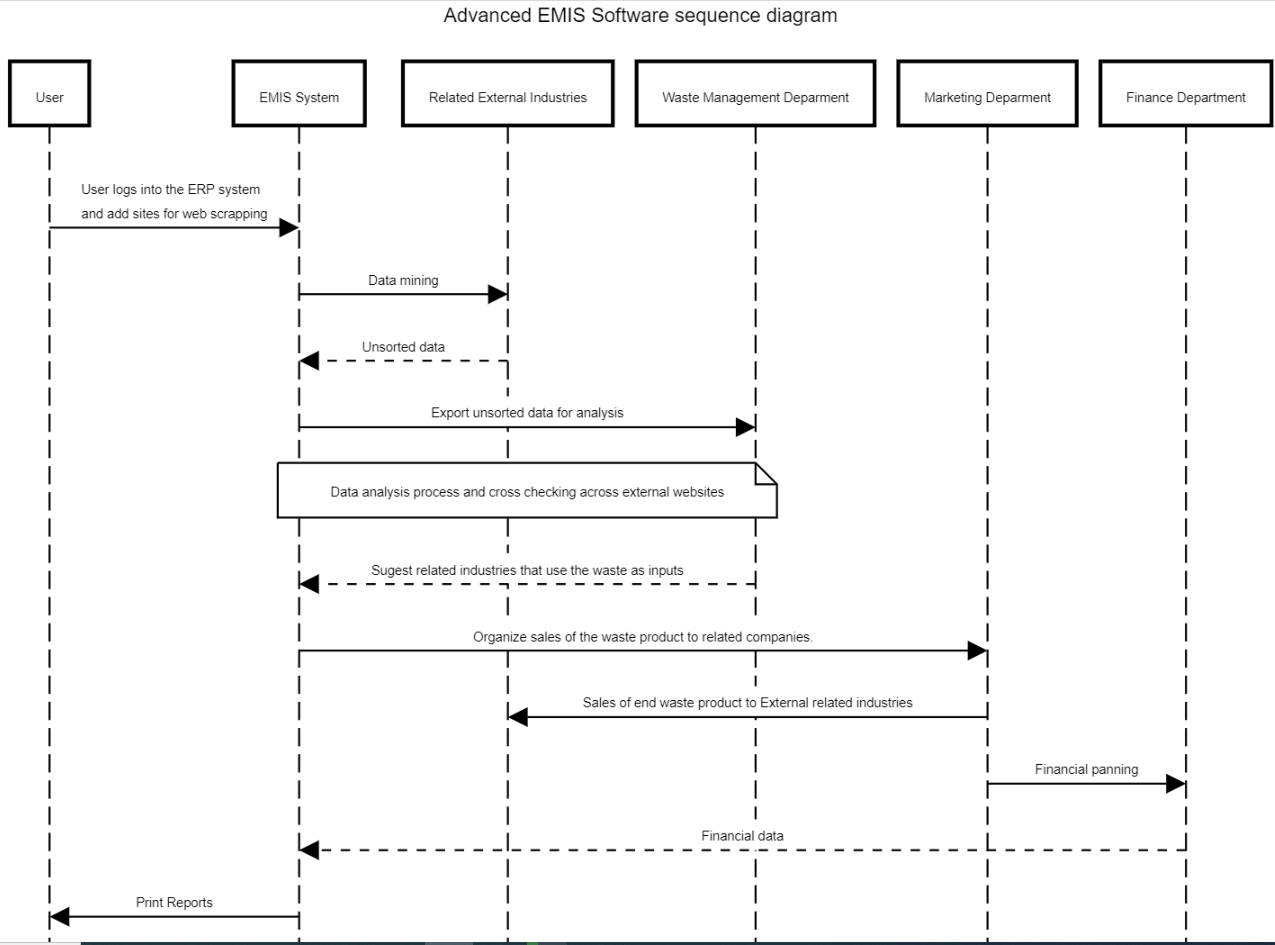 Advanced EMIS Software sequence diagram
User
EMIS System
Related External Industries
Waste Management Deparment
Marketing Deparment
Finance Department
User logs into the ERP system
and add sites for web scrapping
Data mining
Unsorted data
Export unsorted data for analysis
Data analysis process and cross checking across external websites
Sugest related industries that use the waste as inputs
Organize sales of the waste product to related companies.
Sales of end waste product to External related industries
Financial panning
Financial data
Print Reports